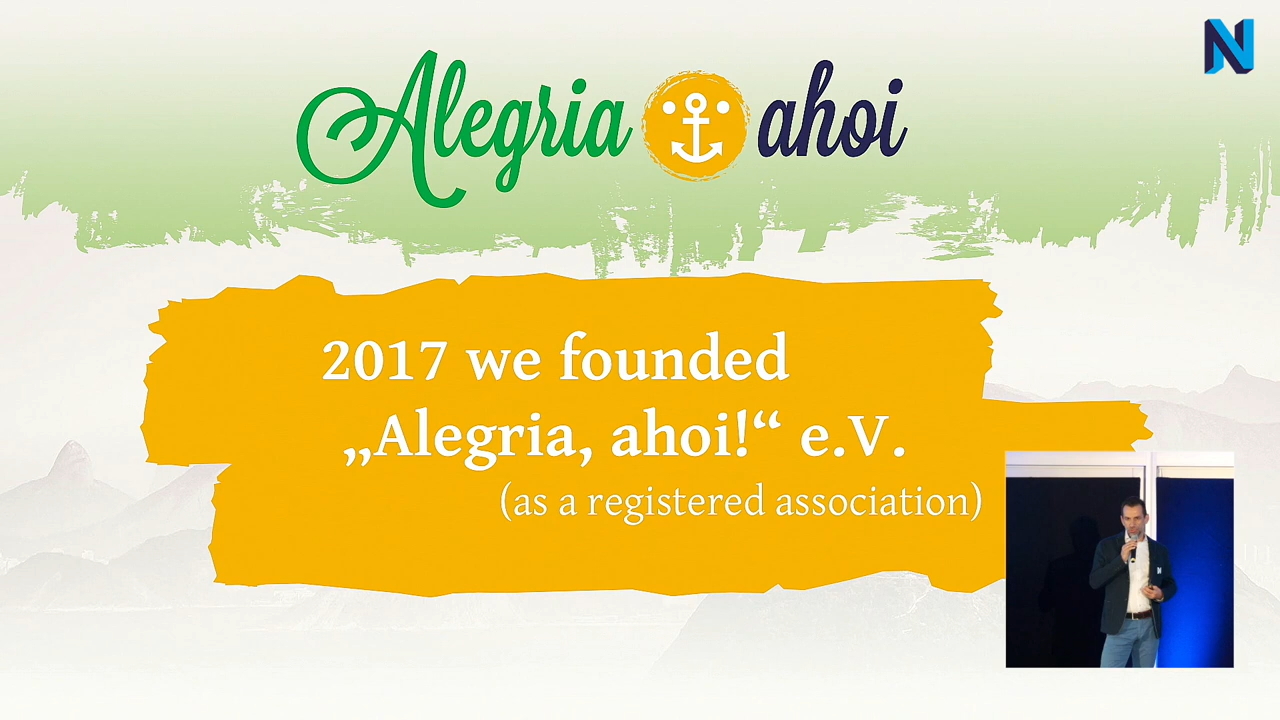 Alegria ahoi
2017 we founded
„Alegria, ahoi!“ e.V.
(as a registered association)